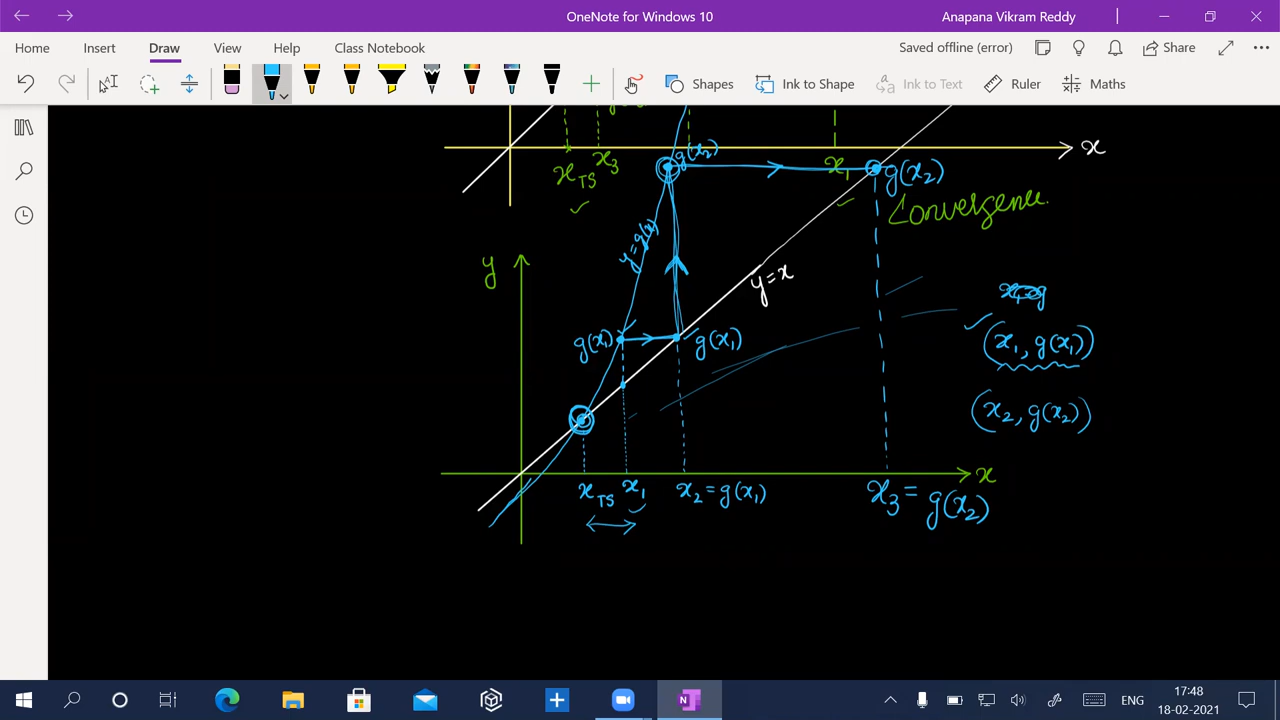 OneNote for Windows 10
Anapana Vikram Reddy
Home Insert Draw View Help Class Notebook
Saved offline (error) Share
Shapes Ink to Shape Ink to Text Ruler Maths
x
x_TS x_3 g(x_2) x_1 g(x_2)
Convergence.
y = g(x)
y
y = x
g(x_1) g(x_1)
(x_1, g(x_1))
(x_2, g(x_2))
x
x_TS x_1 x_2 = g(x_1) x_3 = g(x_2)
ENG
17:48
18-02-2021